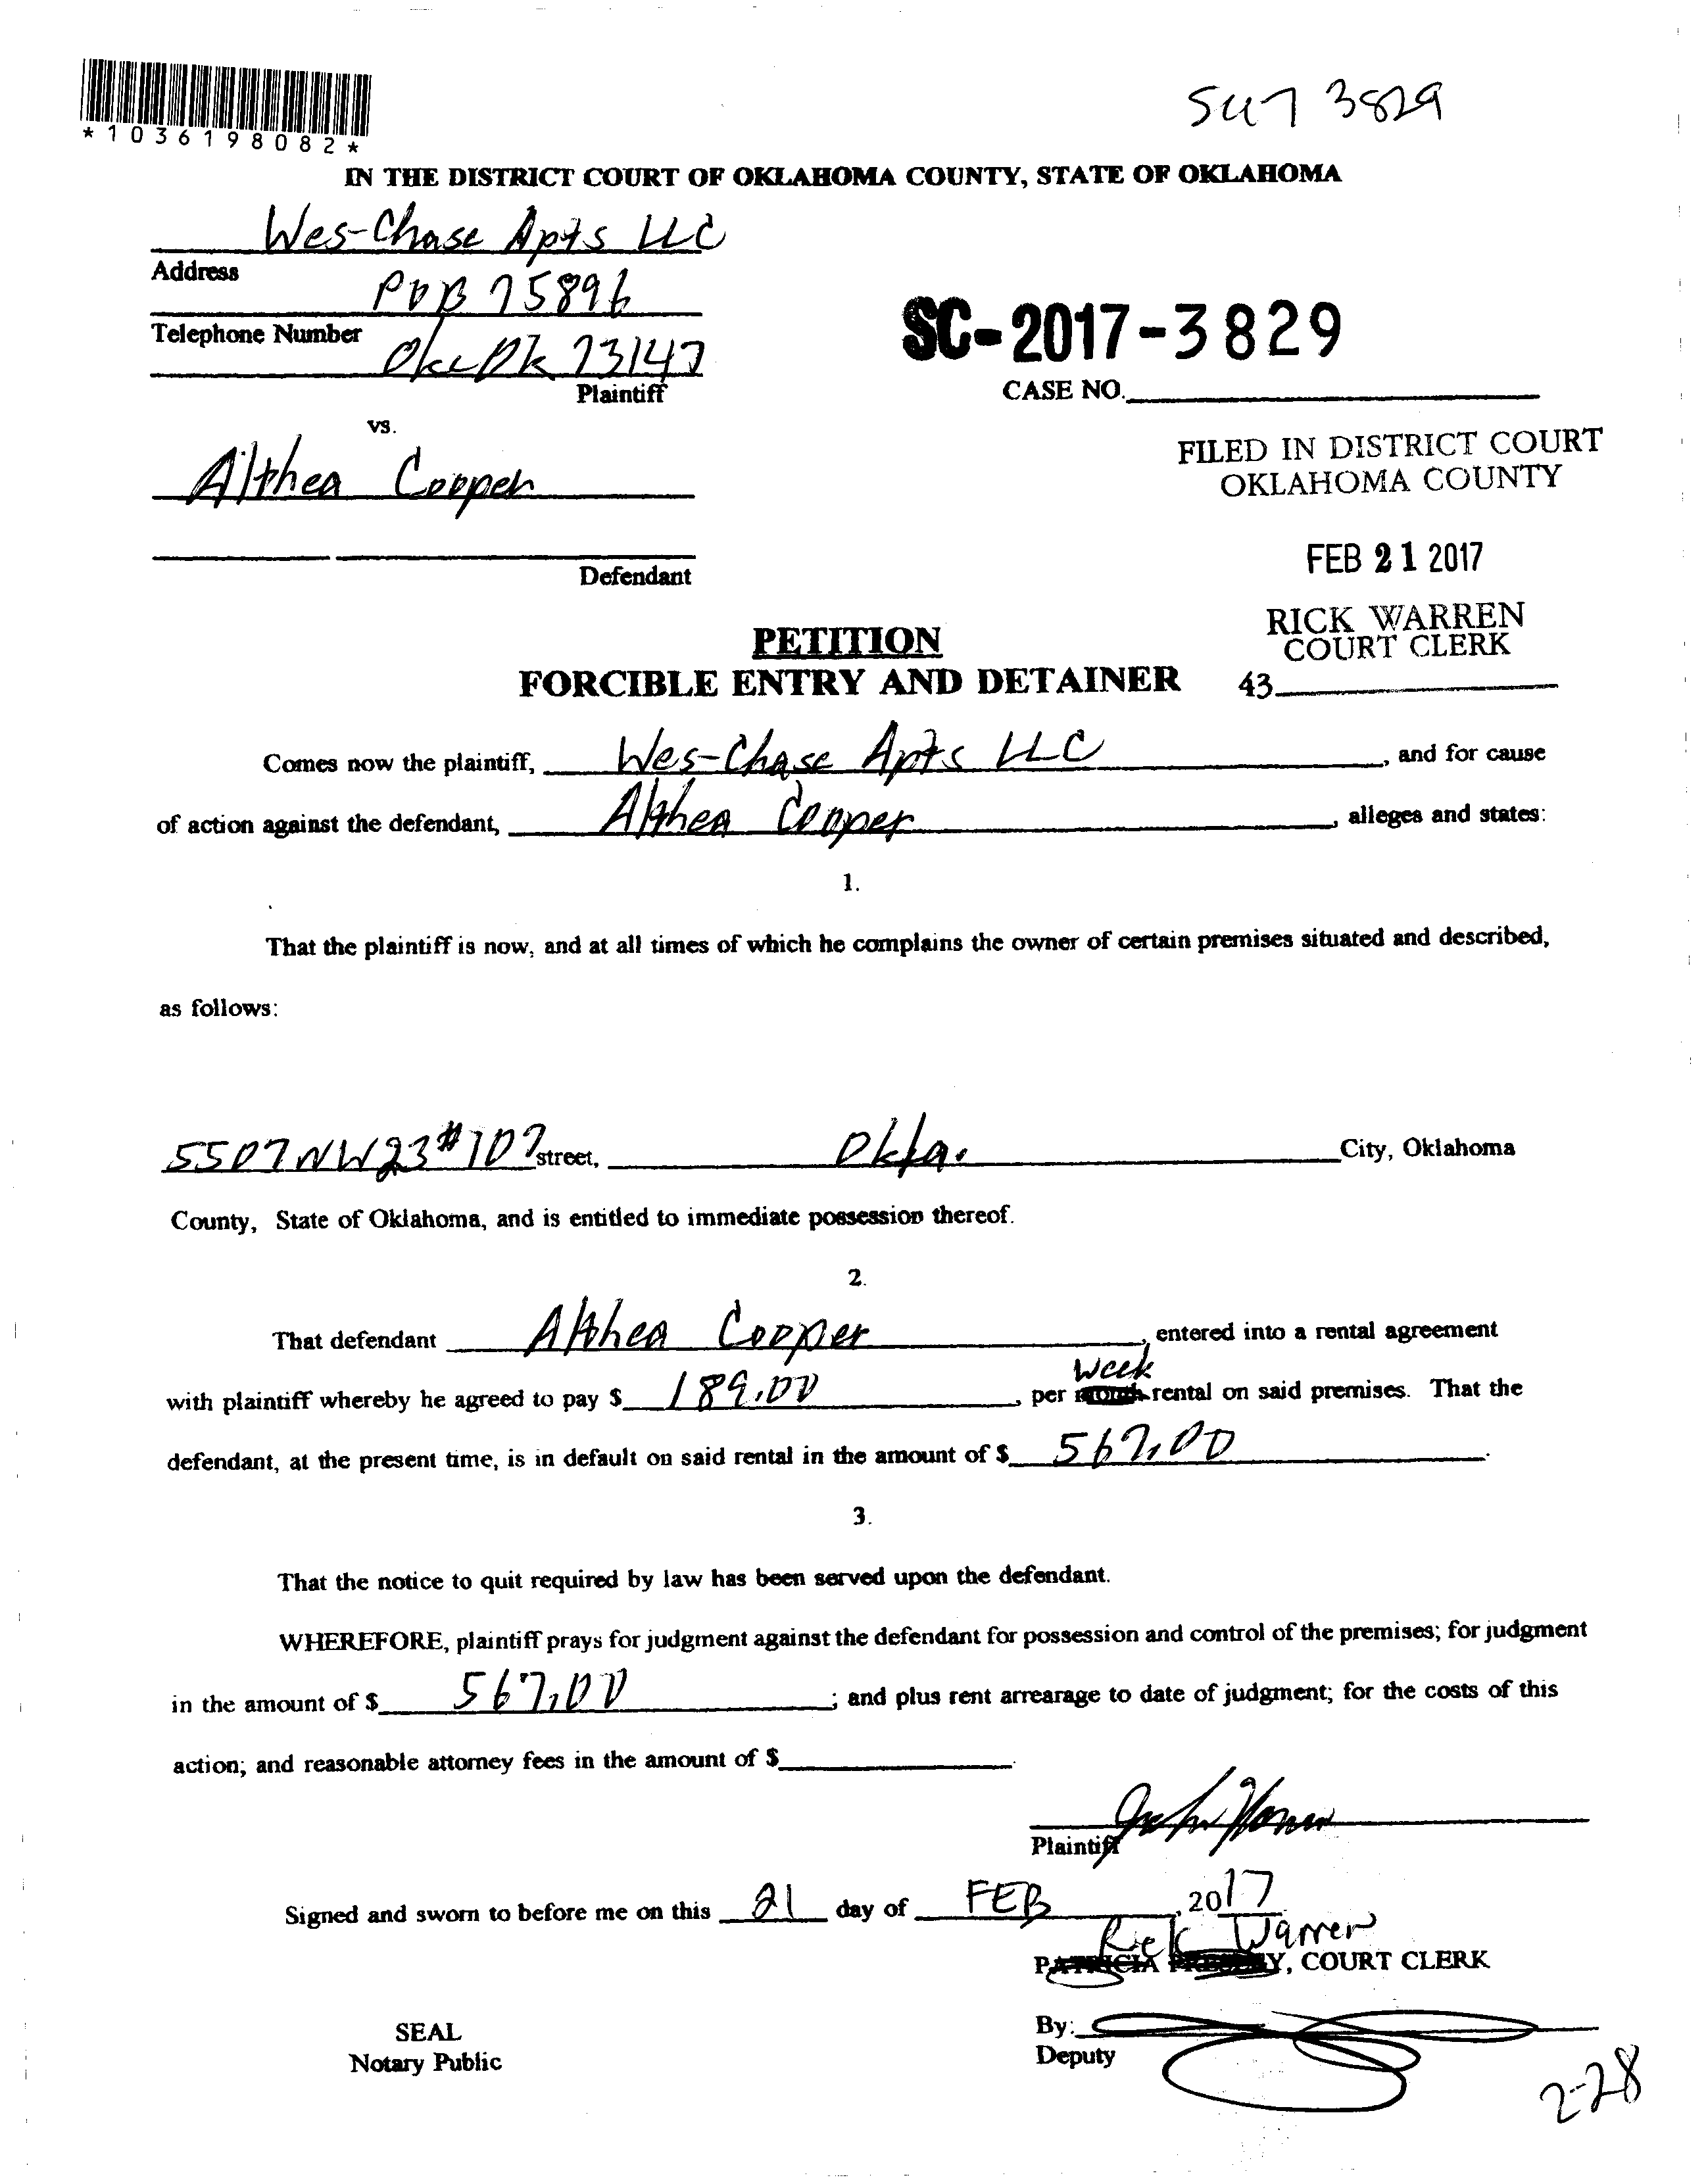 *1036198082*
SC17 3829
IN THE DISTRICT COURT OF OKLAHOMA COUNTY, STATE OF OKLAHOMA
Wes-Chase Apts LLC
Address
POB 75896
Telephone Number
Okc Ok 73147
Plaintiff
SC-2017-3829
CASE NO.
vs.
Althea Cooper
Defendant
FILED IN DISTRICT COURT
OKLAHOMA COUNTY
FEB 21 2017
RICK WARREN
COURT CLERK
43
PETITION
FORCIBLE ENTRY AND DETAINER
Comes now the plaintiff, Wes-Chase Apts LLC, and for cause
of action against the defendant, Althea Cooper, alleges and states:
1.
That the plaintiff is now, and at all times of which he complains the owner of certain premises situated and described,
as follows:
5507 NW 23 #107 street, Okla. City, Oklahoma
County, State of Oklahoma, and is entitled to immediate possession thereof.
2.
That defendant Althea Cooper, entered into a rental agreement
with plaintiff whereby he agreed to pay $ 189.00, per month week rental on said premises. That the
defendant, at the present time, is in default on said rental in the amount of $ 567.00.
3.
That the notice to quit required by law has been served upon the defendant.
WHEREFORE, plaintiff prays for judgment against the defendant for possession and control of the premises; for judgment
in the amount of $ 567.00; and plus rent arrearage to date of judgment; for the costs of this
action; and reasonable attorney fees in the amount of $ .
Plaintiff
Signed and sworn to before me on this 21 day of FEB, 2017
Rick Warren
PATRICIA PRESLEY, COURT CLERK
By:
Deputy
SEAL
Notary Public
2-28